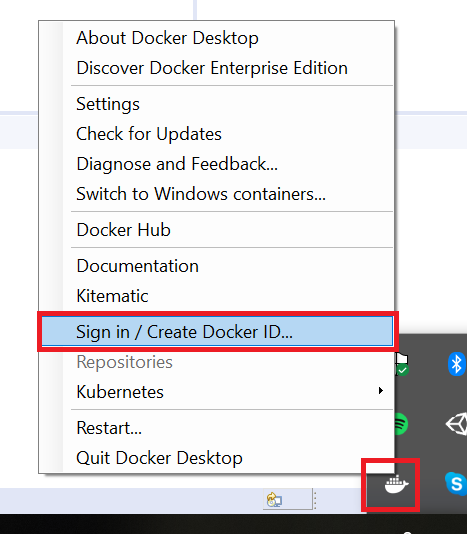 About Docker Desktop
Discover Docker Enterprise Edition
Settings
Check for Updates
Diagnose and Feedback...
Switch to Windows containers...
Docker Hub
Documentation
Kitematic
Sign in / Create Docker ID...
Repositories
Kubernetes
Restart...
Quit Docker Desktop